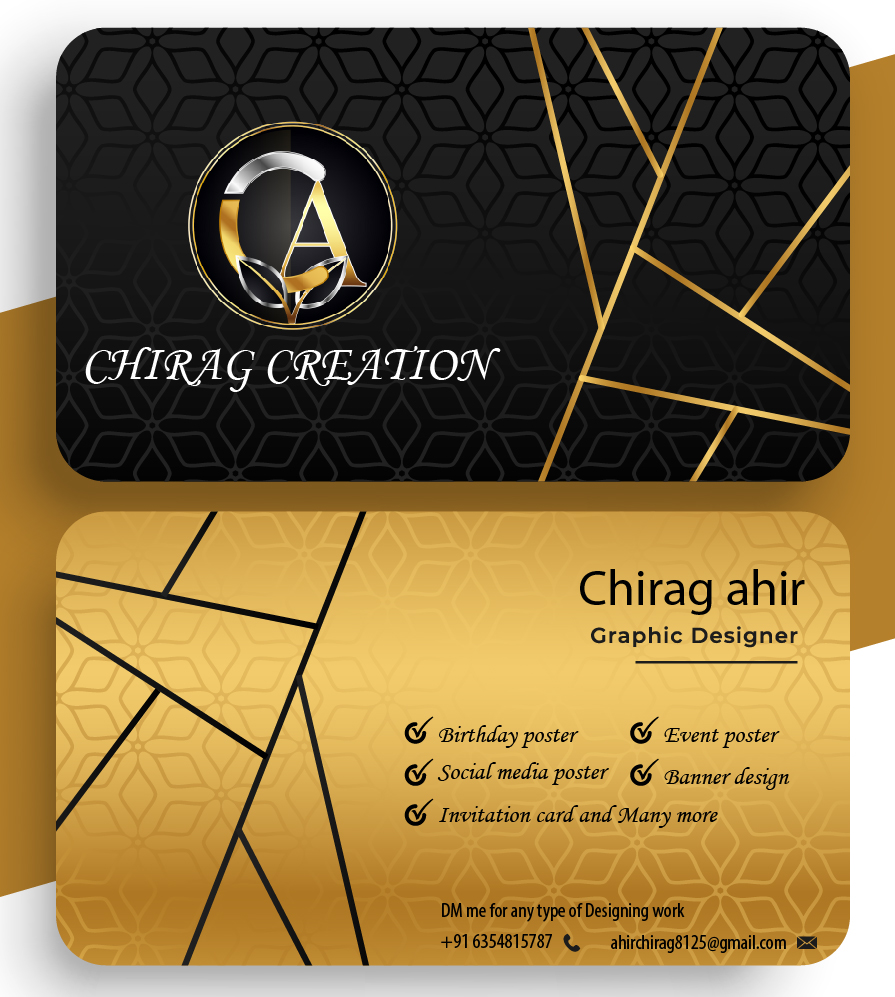 CA
CHIRAG CREATION
Chirag ahir
Graphic Designer
Birthday poster
Event poster
Social media poster
Banner design
Invitation card and Many more
DM me for any type of Designing work
+91 6354815787
ahirchirag8125@gmail.com